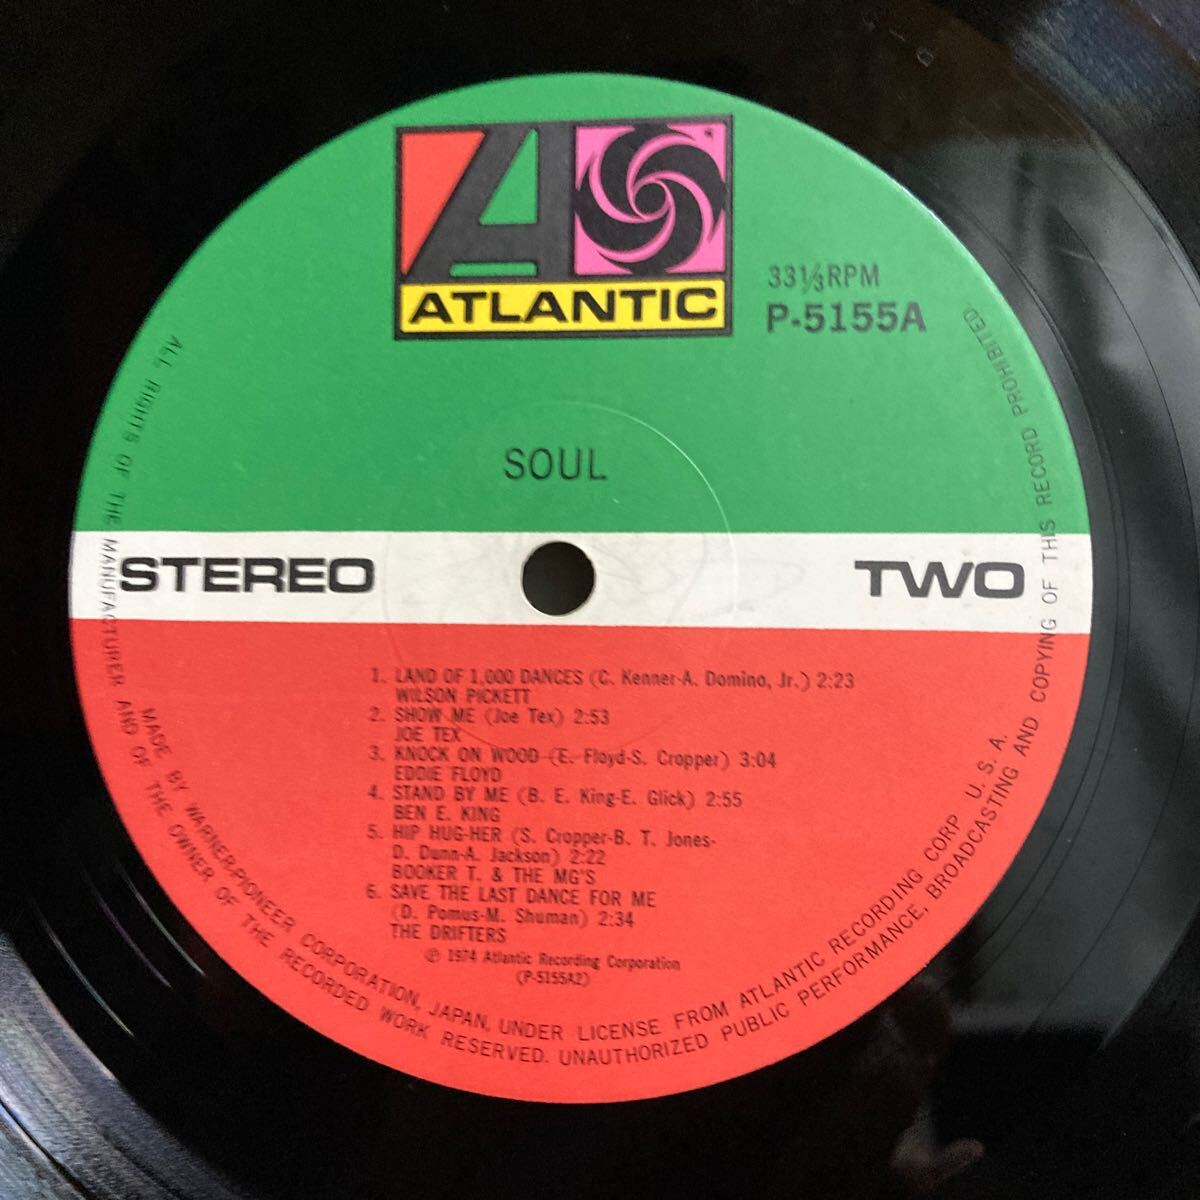 ATLANTIC
33⅓RPM
P-5155A
SOUL
STEREO
TWO
1. LAND OF 1,000 DANCES (C. Kenner-A. Domino, Jr.) 2:23
WILSON PICKETT
2. SHOW ME (Joe Tex) 2:53
JOE TEX
3. KNOCK ON WOOD (E. Floyd-S. Cropper) 3:04
EDDIE FLOYD
4. STAND BY ME (B. E. King-E. Glick) 2:55
BEN E. KING
5. HIP HUG-HER (S. Cropper-B. T. Jones-
D. Dunn-A. Jackson) 2:22
BOOKER T. & THE MG'S
6. SAVE THE LAST DANCE FOR ME
(D. Pomus-M. Shuman) 2:34
THE DRIFTERS
℗ 1974 Atlantic Recording Corporation
(P-5155A2)
MADE BY WARNER-PIONEER CORPORATION, JAPAN, UNDER LICENSE FROM ATLANTIC RECORDING CORP U. S. A.
ALL RIGHTS OF THE MANUFACTURER AND OF THE OWNER OF THE RECORDED WORK RESERVED. UNAUTHORIZED PUBLIC PERFORMANCE, BROADCASTING AND COPYING OF THIS RECORD PROHIBITED.